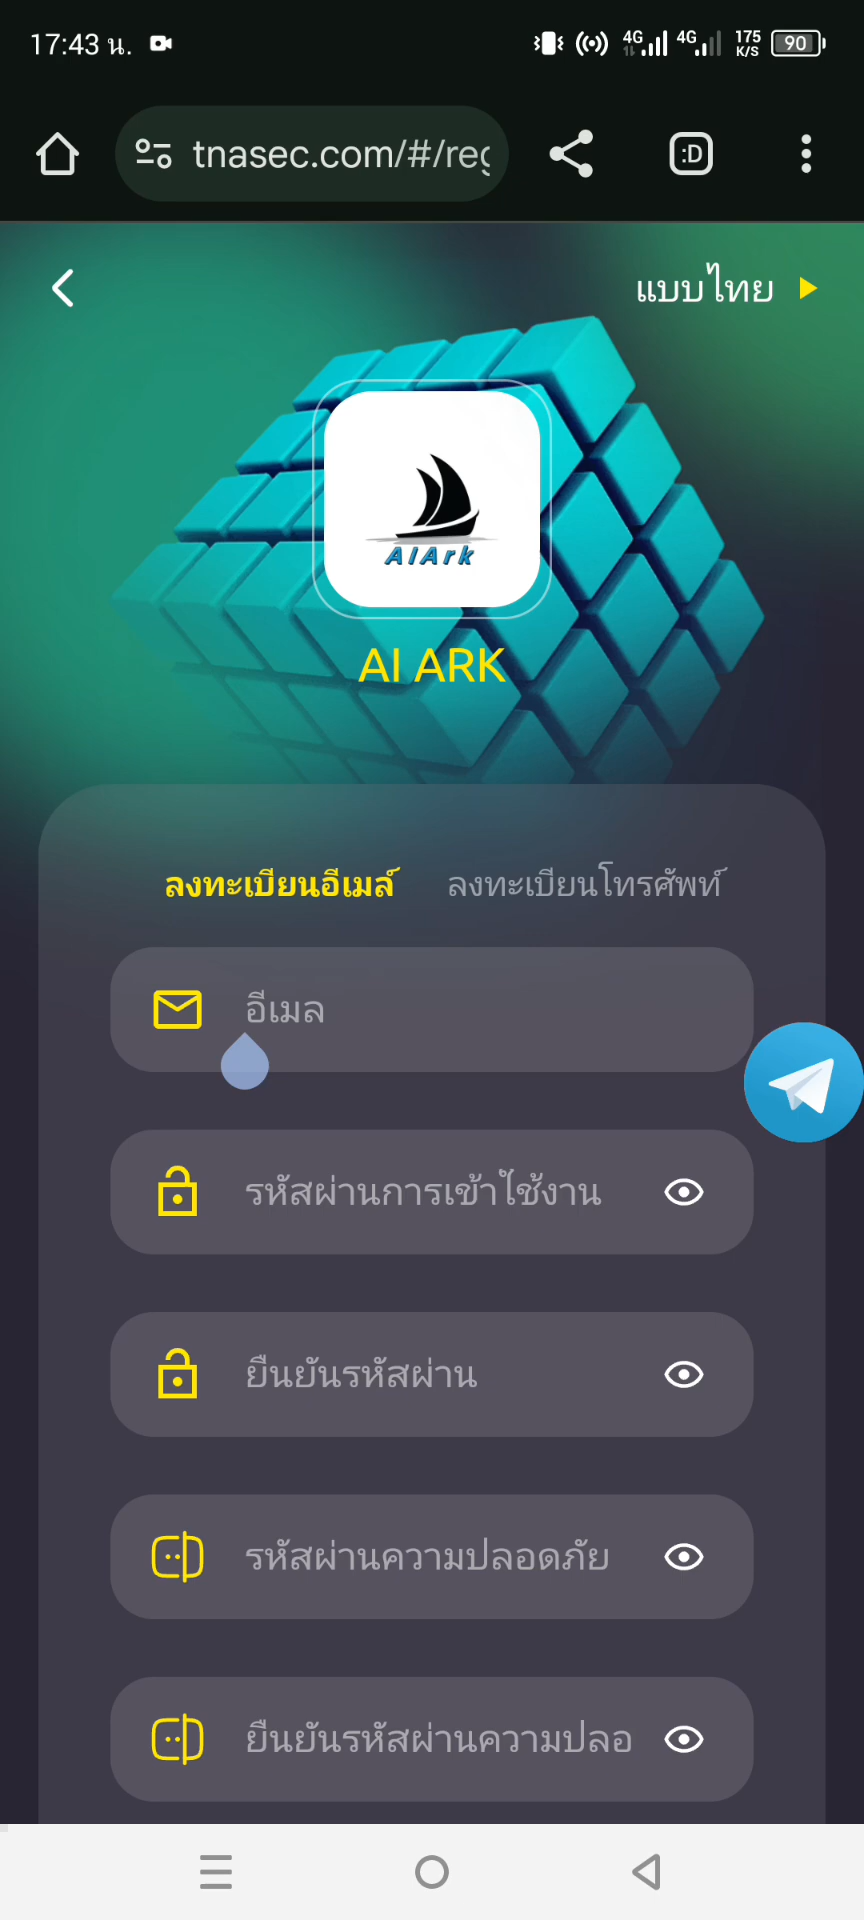 17:43 น.
4G 4G 175 K/S 90
tnasec.com/#/reg
:D
แบบไทย
AIArk
AI ARK
ลงทะเบียนอีเมล์ ลงทะเบียนโทรศัพท์
อีเมล
รหัสผ่านการเข้าใช้งาน
ยืนยันรหัสผ่าน
รหัสผ่านความปลอดภัย
ยืนยันรหัสผ่านความปลอ